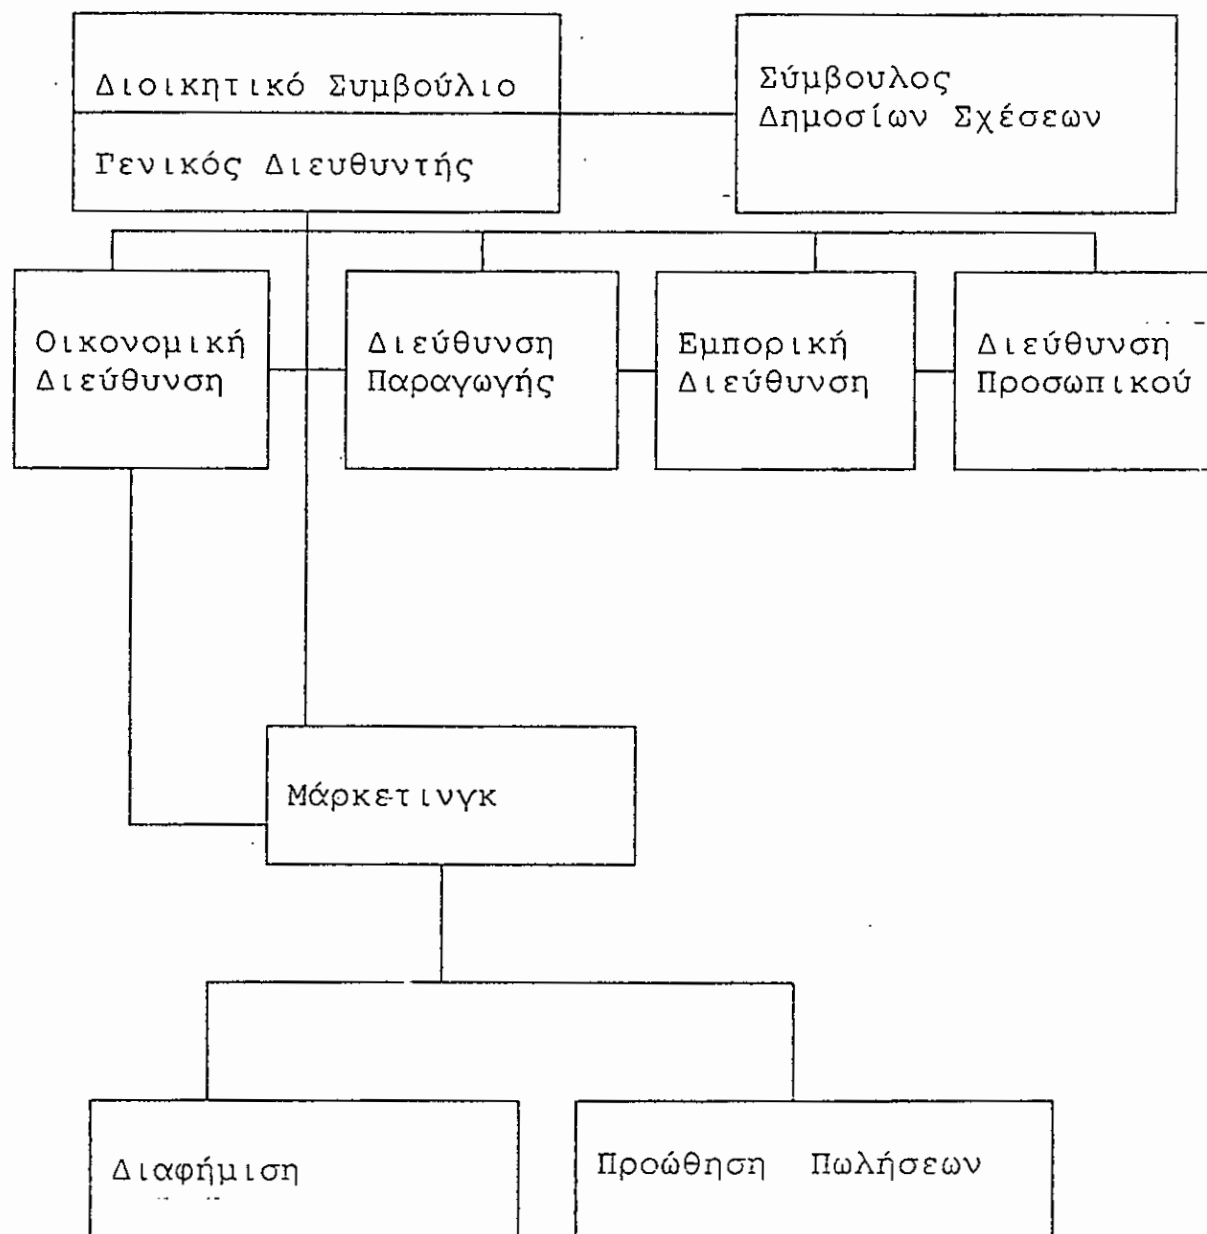 Διοικητικό Συμβούλιο
Γενικός Διευθυντής
Σύμβουλος
Δημοσίων Σχέσεων
Οικονομική
Διεύθυνση
Διεύθυνση
Παραγωγής
Εμπορική
Διεύθυνση
Διεύθυνση
Προσωπικού
Μάρκετινγκ
Διαφήμιση
Προώθηση Πωλήσεων